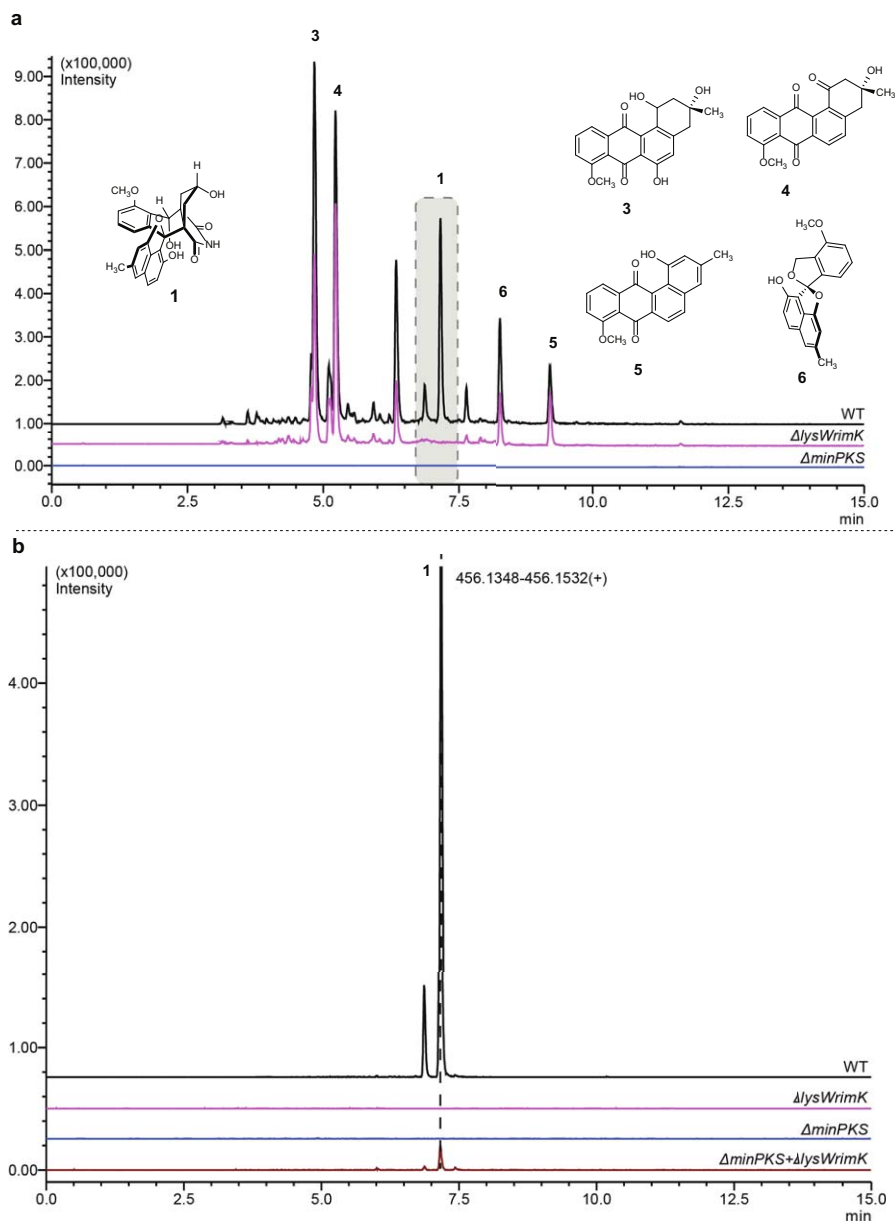 a
(x100,000)
Intensity
9.00
8.00
7.00
6.00
5.00
4.00
3.00
2.00
1.00
0.00
0.0 2.5 5.0 7.5 10.0 12.5 15.0
min
3
4
1
6
5
WT
ΔlysWrimK
ΔminPKS
H
OCH3
H
OH
O
O
NH
O
OH
OH
CH3
1
HO
OH
O
CH3
OCH3
O
OH
3
O
OH
CH3
O
OCH3
O
4
HO
CH3
O
OCH3
O
5
H3CO
O
HO
O
CH3
6
b
(x100,000)
Intensity
1
456.1348-456.1532(+)
4.00
3.00
2.00
1.00
0.00
WT
ΔlysWrimK
ΔminPKS
ΔminPKS+ΔlysWrimK
0.0 2.5 5.0 7.5 10.0 12.5 15.0
min